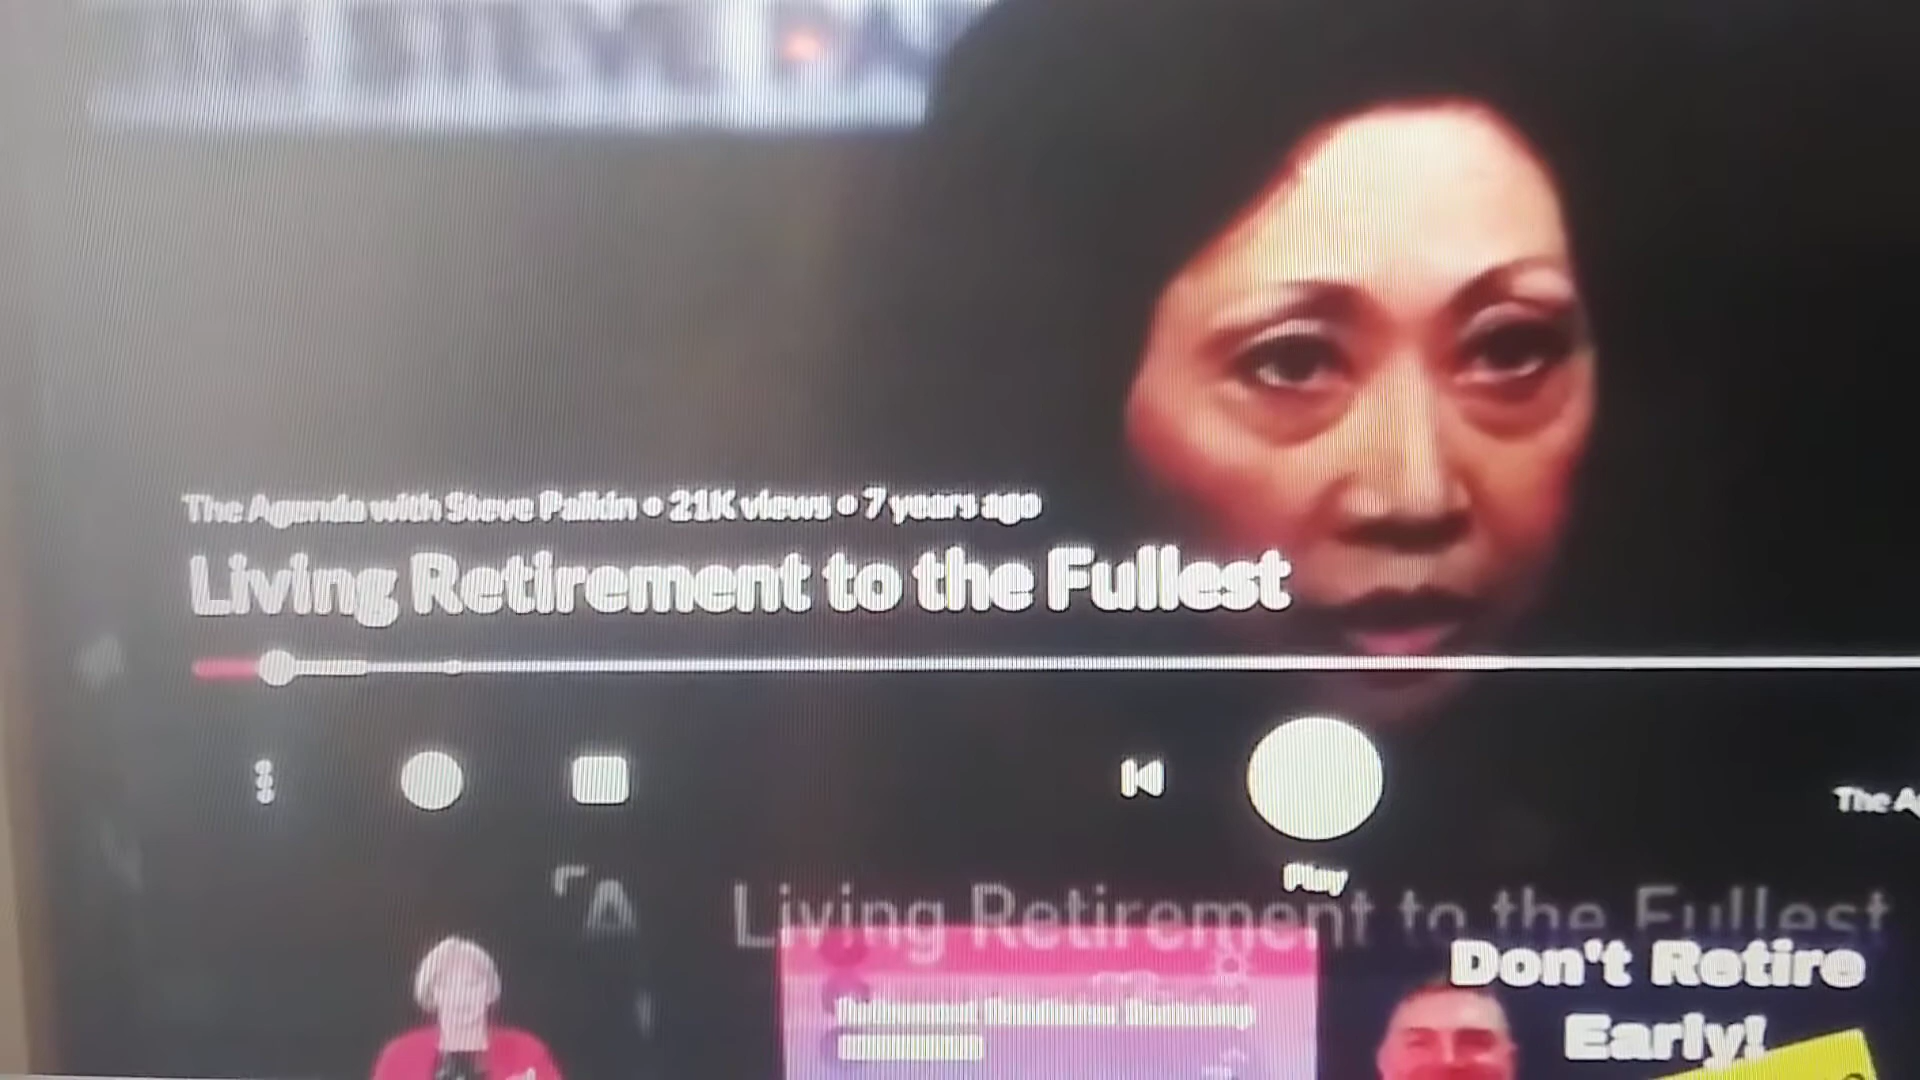 The Agenda with Steve Paikin • 21K views • 7 years ago
Living Retirement to the Fullest
The A
Play
Living Retirement to the Fullest
Don't Retire
Early!